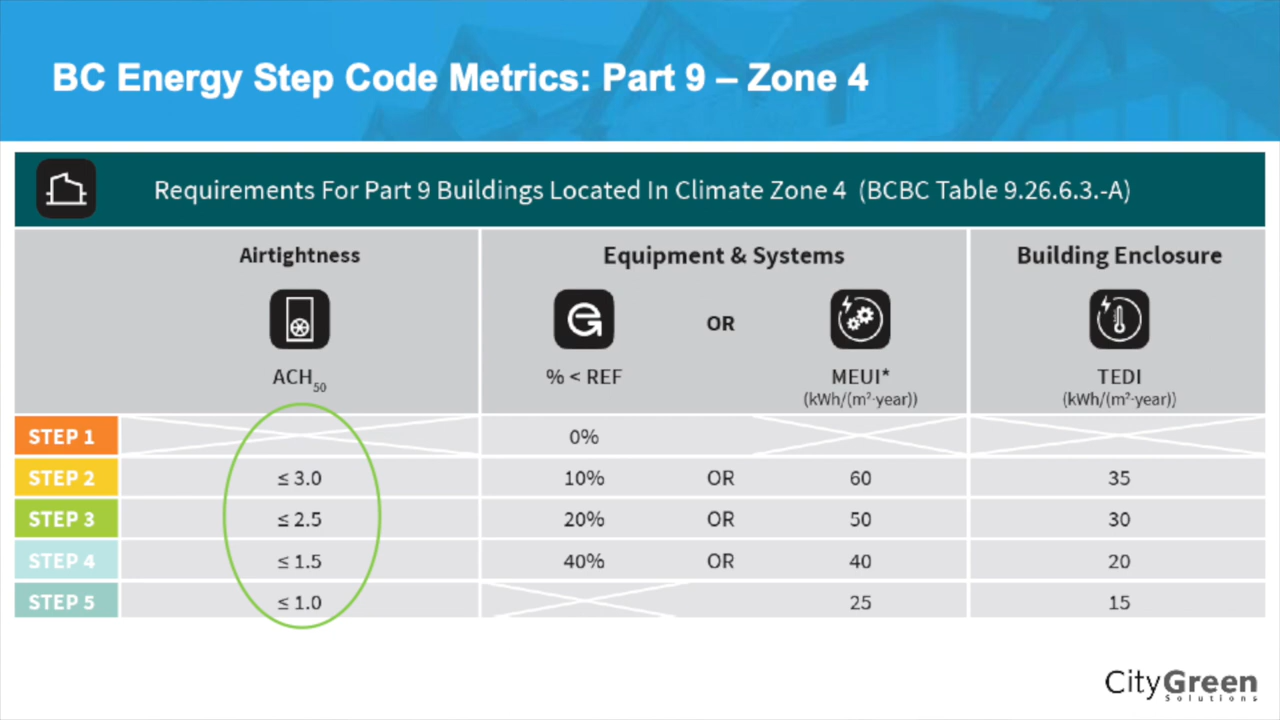 BC Energy Step Code Metrics: Part 9 – Zone 4
Requirements For Part 9 Buildings Located In Climate Zone 4 (BCBC Table 9.26.6.3.-A)
Airtightness Equipment & Systems Building Enclosure
OR
ACH50 % < REF MEUI* TEDI
(kWh/(m²·year)) (kWh/(m²·year))
STEP 1 0%
STEP 2 ≤ 3.0 10% OR 60 35
STEP 3 ≤ 2.5 20% OR 50 30
STEP 4 ≤ 1.5 40% OR 40 20
STEP 5 ≤ 1.0 25 15
CityGreen
Solutions